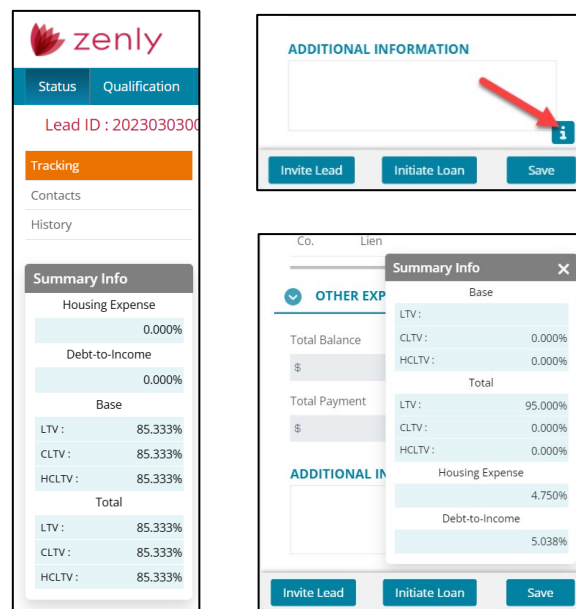 zenly
Status Qualification
Lead ID : 2023030300
Tracking
Contacts
History
Summary Info
Housing Expense
0.000%
Debt-to-Income
0.000%
Base
LTV : 85.333%
CLTV : 85.333%
HCLTV : 85.333%
Total
LTV : 85.333%
CLTV : 85.333%
HCLTV : 85.333%
ADDITIONAL INFORMATION
i
Invite Lead Initiate Loan Save
Co. Lien
OTHER EXP
Total Balance
$
Total Payment
$
ADDITIONAL IN
Summary Info ×
Base
LTV :
CLTV : 0.000%
HCLTV : 0.000%
Total
LTV : 95.000%
CLTV : 0.000%
HCLTV : 0.000%
Housing Expense
4.750%
Debt-to-Income
5.038%
Invite Lead Initiate Loan Save